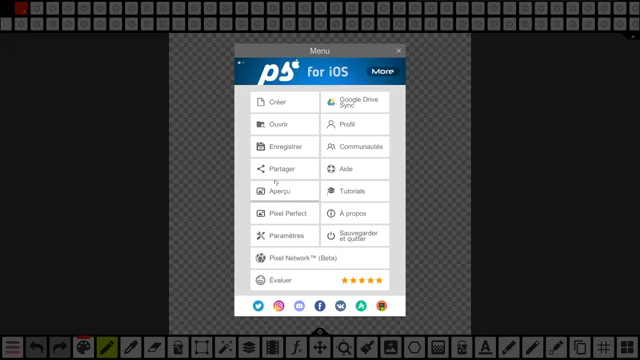 Menu
ps for iOS More
Créer
Google Drive
Sync
Ouvrir
Profil
Enregistrer
Communautés
Partager
Aide
Aperçu
Tutorials
Pixel Perfect
À propos
Paramètres
Sauvegarder
et quitter
Pixel Network™ (Beta)
Évaluer